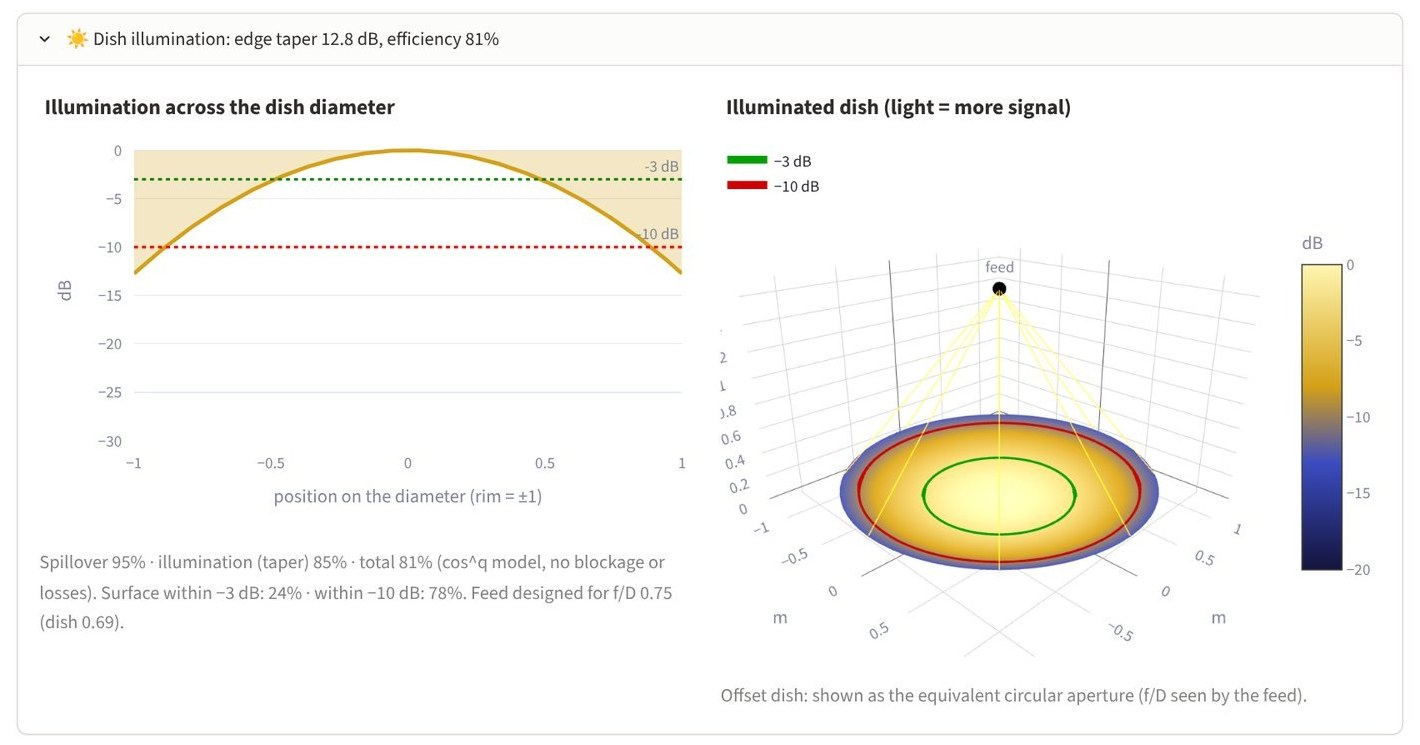 ☀️ Dish illumination: edge taper 12.8 dB, efficiency 81%
Illumination across the dish diameter
0
-3 dB
−5
-10 dB
−10
dB
−15
−20
−25
−30
−1
−0.5
0
0.5
1
position on the diameter (rim = ±1)
Spillover 95% · illumination (taper) 85% · total 81% (cos^q model, no blockage or
losses). Surface within −3 dB: 24% · within −10 dB: 78%. Feed designed for f/D 0.75
(dish 0.69).
Illuminated dish (light = more signal)
−3 dB
−10 dB
feed
0.6
0.4
0.2
0
−1
−0.5
0
0.5
m
1
0.5
0
−0.5
m
dB
0
−5
−10
−15
−20
Offset dish: shown as the equivalent circular aperture (f/D seen by the feed).